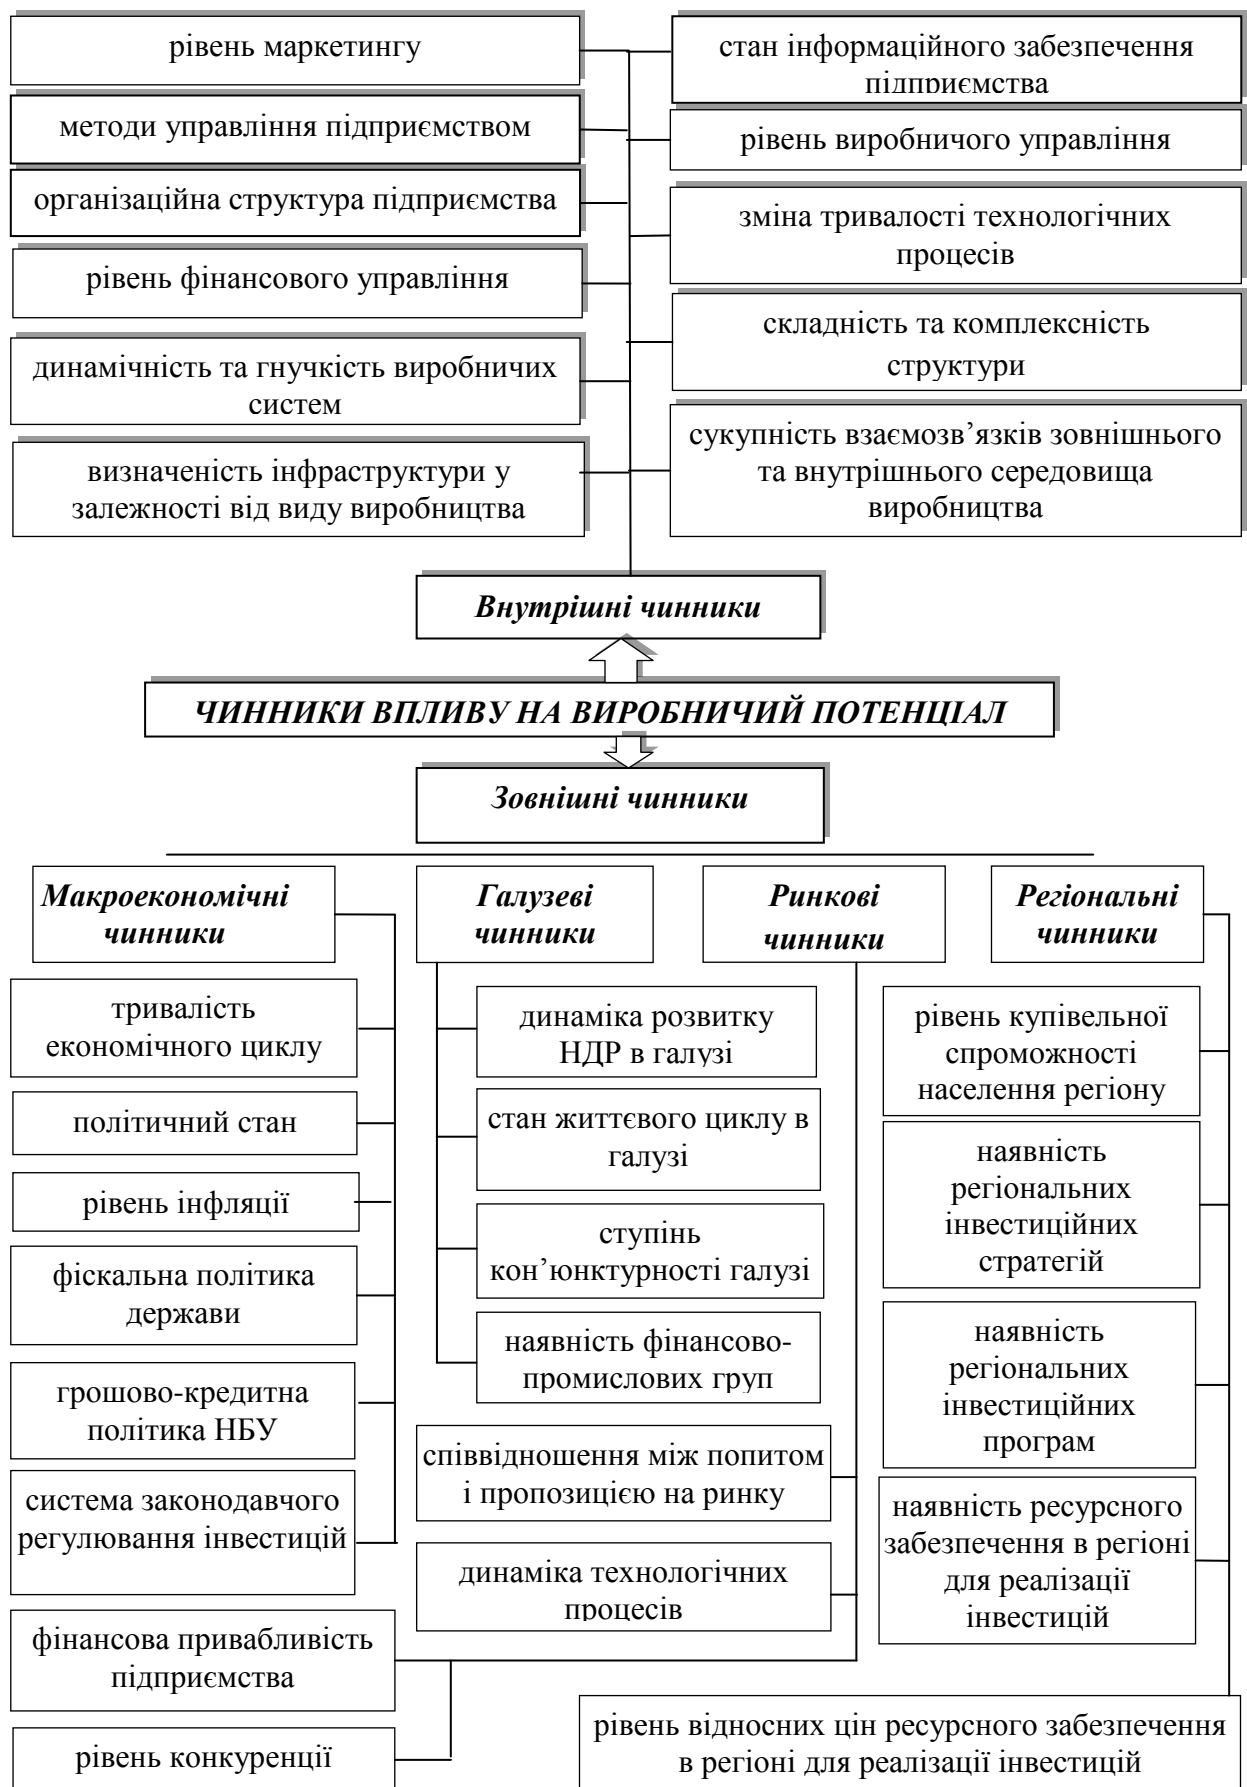 рівень маркетингу
методи управління підприємством
організаційна структура підприємства
рівень фінансового управління
динамічність та гнучкість виробничих
систем
визначеність інфраструктури у
залежності від виду виробництва
стан інформаційного забезпечення
підприємства
рівень виробничого управління
зміна тривалості технологічних
процесів
складність та комплексність
структури
сукупність взаємозв’язків зовнішнього
та внутрішнього середовища
виробництва
Внутрішні чинники
ЧИННИКИ ВПЛИВУ НА ВИРОБНИЧИЙ ПОТЕНЦІАЛ
Зовнішні чинники
Макроекономічні
чинники
тривалість
економічного циклу
політичний стан
рівень інфляції
фіскальна політика
держави
грошово-кредитна
політика НБУ
система законодавчого
регулювання інвестицій
Галузеві
чинники
динаміка розвитку
НДР в галузі
стан життєвого циклу в
галузі
ступінь
кон’юнктурності галузі
наявність фінансово-
промислових груп
Ринкові
чинники
співвідношення між попитом
і пропозицією на ринку
динаміка технологічних
процесів
фінансова привабливість
підприємства
рівень конкуренції
Регіональні
чинники
рівень купівельної
спроможності
населення регіону
наявність
регіональних
інвестиційних
стратегій
наявність
регіональних
інвестиційних
програм
наявність ресурсного
забезпечення в регіоні
для реалізації
інвестицій
рівень відносних цін ресурсного забезпечення
в регіоні для реалізації інвестицій